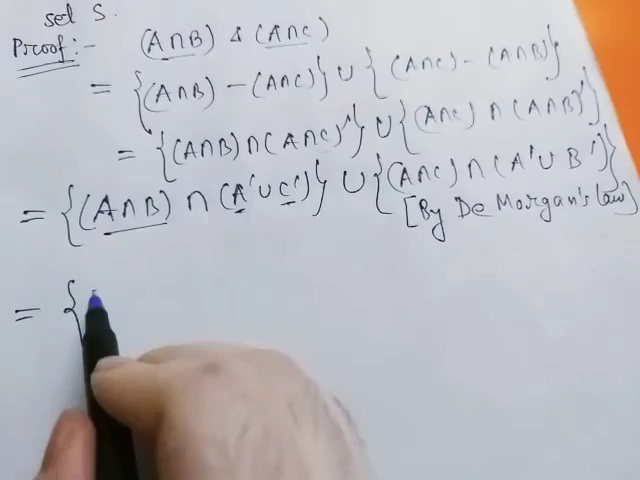 set S.
Proof:- (A∩B) Δ (A∩C)
= {(A∩B) - (A∩C)} ∪ {(A∩C) - (A∩B)}
= {(A∩B)∩(A∩C)'} ∪ {(A∩C) ∩ (A∩B)'}
= {(A∩B) ∩ (A'∪C')} ∪ {(A∩C) ∩ (A'∪B')}
[By De Morgan's law]
= {